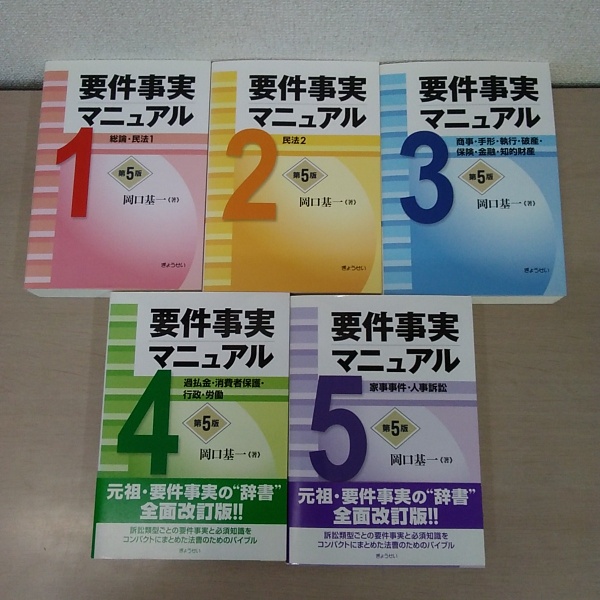 要件事実
マニュアル
1
総論・民法1
第5版
岡口基一〈著〉
ぎょうせい
要件事実
マニュアル
2
民法2
第5版
岡口基一〈著〉
ぎょうせい
要件事実
マニュアル
3
商事・手形・執行・破産・
保険・金融・知的財産
第5版
岡口基一〈著〉
ぎょうせい
要件事実
マニュアル
4
過払金・消費者保護・
行政・労働
第5版
岡口基一〈著〉
元祖・要件事実の“辞書”
全面改訂版!!
訴訟類型ごとの要件事実と必須知識を
コンパクトにまとめた法曹のためのバイブル
ぎょうせい
要件事実
マニュアル
5
家事事件・人事訴訟
第5版
岡口基一〈著〉
元祖・要件事実の“辞書”
全面改訂版!!
訴訟類型ごとの要件事実と必須知識を
コンパクトにまとめた法曹のためのバイブル
ぎょうせい